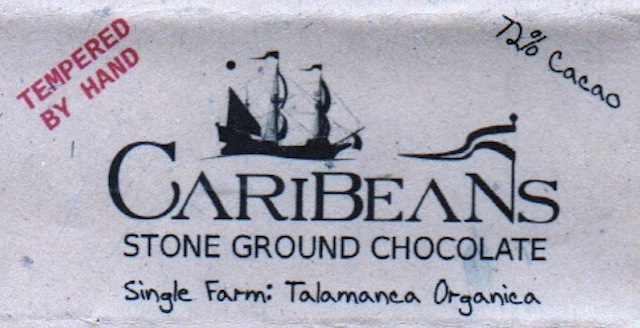 TEMPERED
BY HAND
72% Cacao
CARIBEANS
STONE GROUND CHOCOLATE
Single Farm: Talamanca Organica